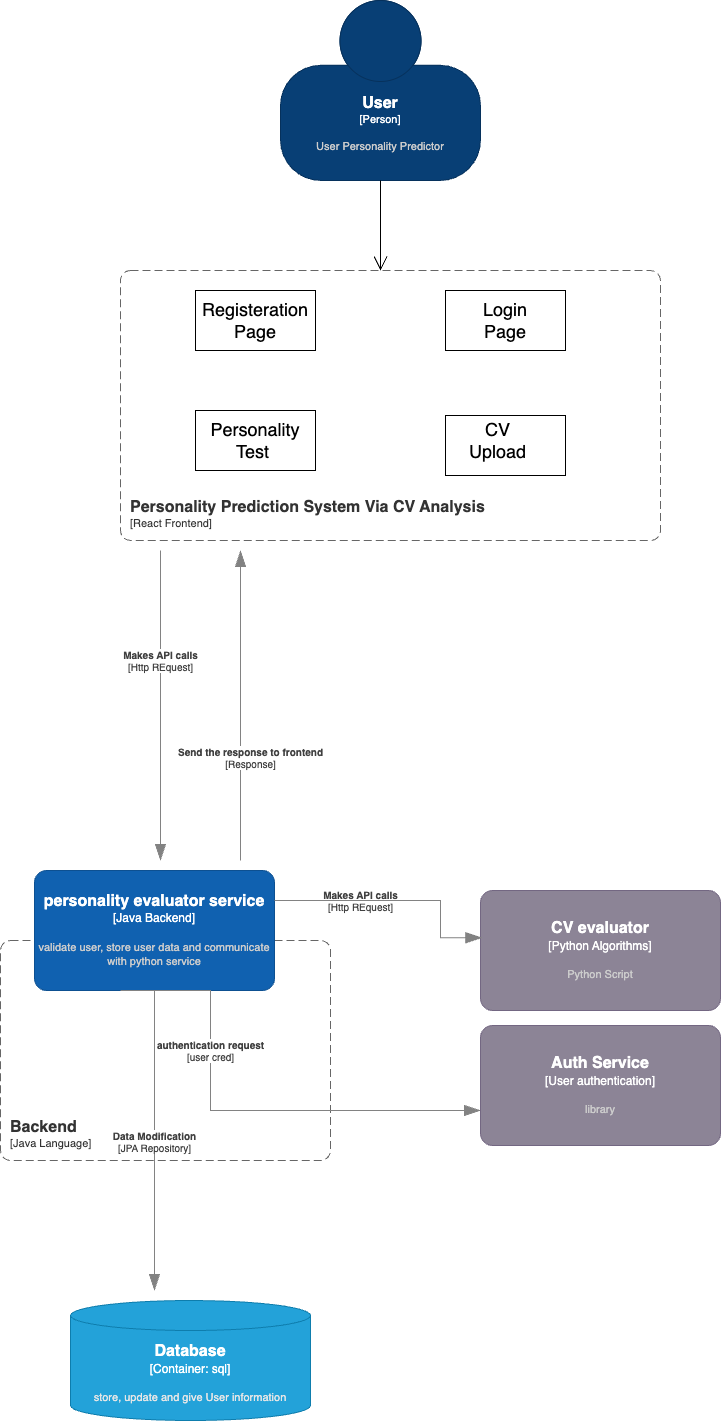 User
[Person]
User Personality Predictor
Registeration
Page
Login
Page
Personality
Test
CV
Upload
Personality Prediction System Via CV Analysis
[React Frontend]
Makes API calls
[Http REquest]
Send the response to frontend
[Response]
personality evaluator service
[Java Backend]
validate user, store user data and communicate
with python service
Makes API calls
[Http REquest]
CV evaluator
[Python Algorithms]
Python Script
authentication request
[user cred]
Auth Service
[User authentication]
library
Backend
[Java Language]
Data Modification
[JPA Repository]
Database
[Container: sql]
store, update and give User information